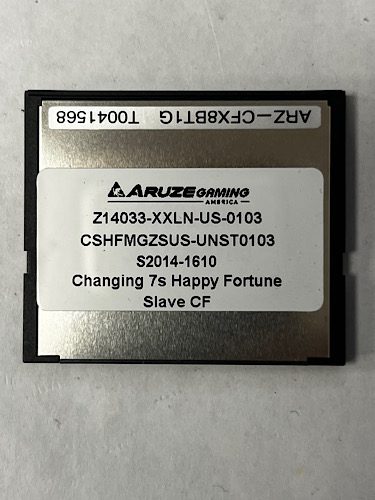 ARZ-CFX8BT1G T0041568
ARUZE GAMING
AMERICA
Z14033-XXLN-US-0103
CSHFMGZSUS-UNST0103
S2014-1610
Changing 7s Happy Fortune
Slave CF